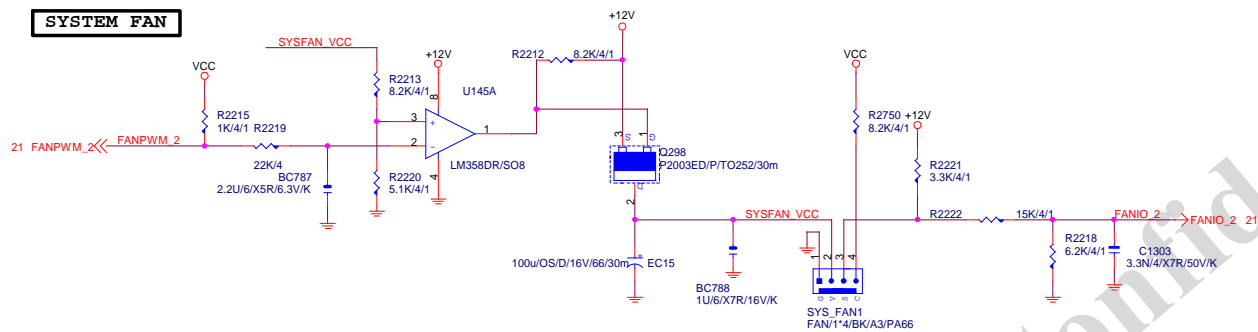 SYSTEM FAN
+12V
SYSFAN_VCC
R2212
8.2K/4/1
VCC
+12V
VCC
R2213
8.2K/4/1
U145A
8
R2215
1K/4/1
R2219
3
+
1
2
-
3
S
1
G
R2750
8.2K/4/1
+12V
21 FANPWM_2
FANPWM_2
LM358DR/SO8
Q298
P2003ED/P/TO252/30m
22K/4
BC787
2.2U/6/X5R/6.3V/K
R2220
5.1K/4/1
4
D
2
R2221
3.3K/4/1
SYSFAN_VCC
R2222
15K/4/1
FANIO_2
FANIO_2 21
100u/OS/D/16V/66/30m
EC15
BC788
1U/6/X7R/16V/K
1
2
3
4
G
V
S
C
SYS_FAN1
FAN/1*4/BK/A3/PA66
R2218
6.2K/4/1
C1303
3.3N/4/X7R/50V/K
onfid